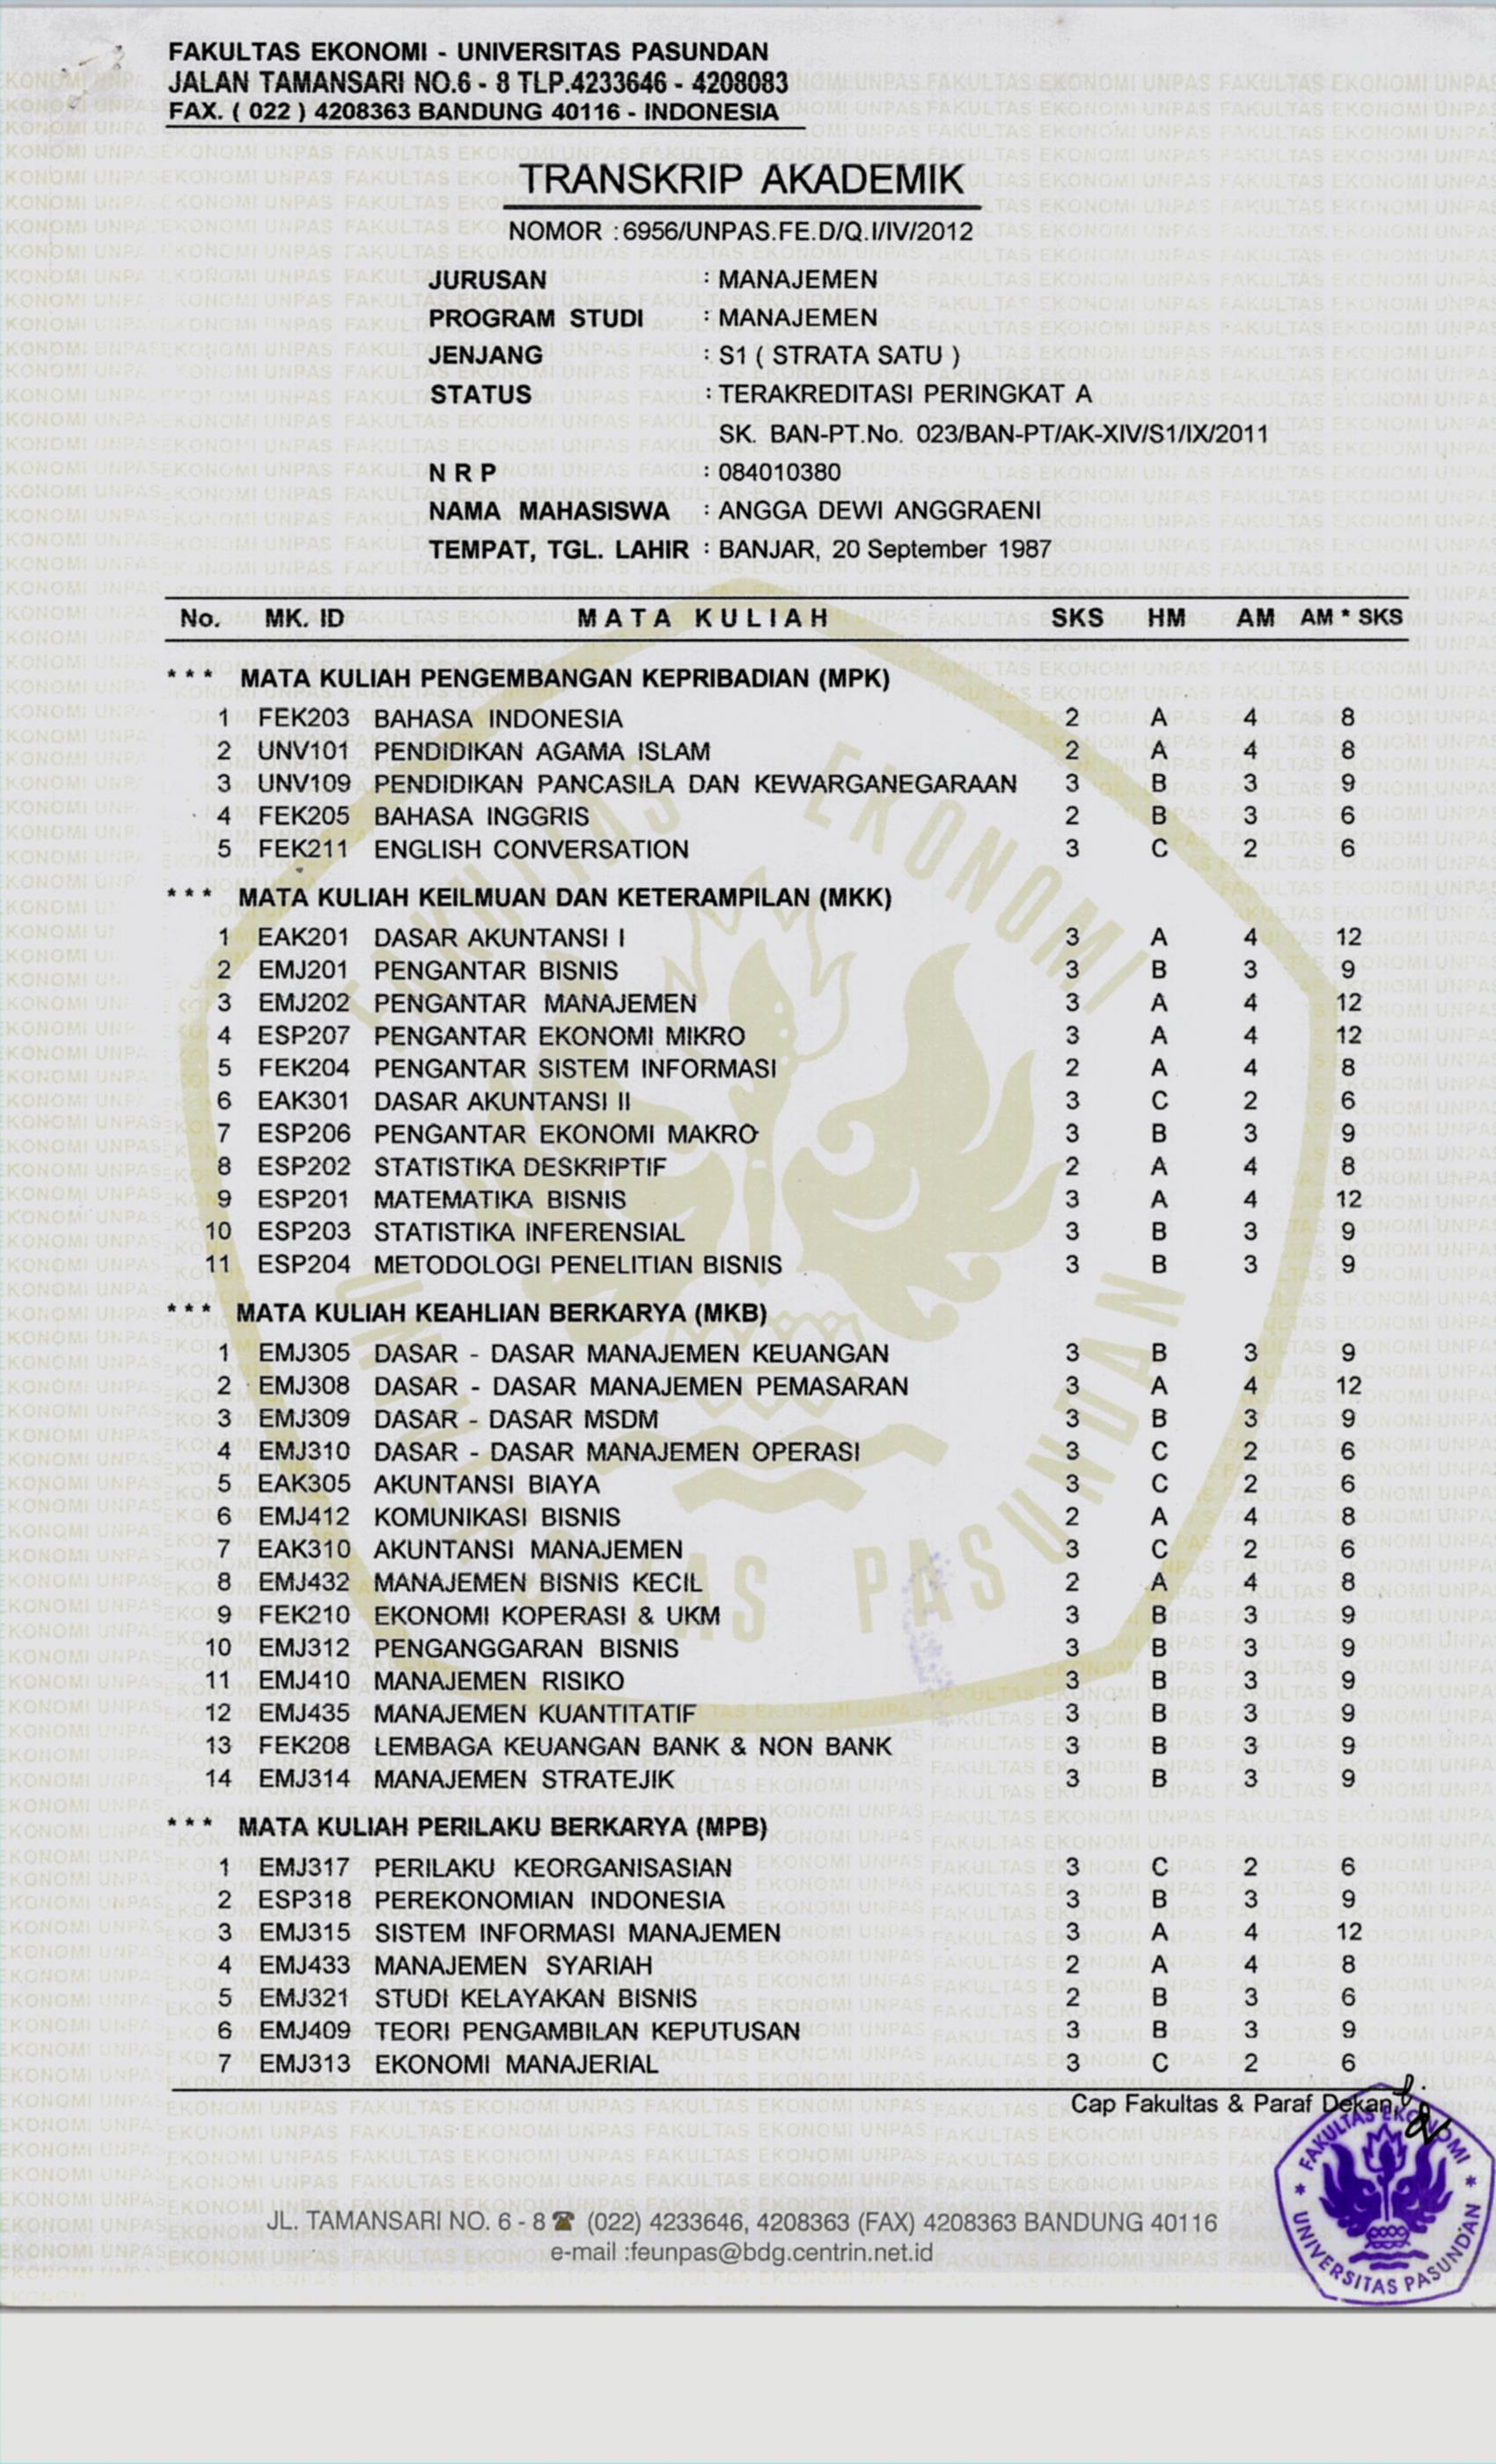 FAKULTAS EKONOMI - UNIVERSITAS PASUNDAN
JALAN TAMANSARI NO.6 - 8 TLP.4233646 - 4208083
FAX. ( 022 ) 4208363 BANDUNG 40116 - INDONESIA
TRANSKRIP AKADEMIK
NOMOR : 6956/UNPAS.FE.D/Q.I/IV/2012
JURUSAN : MANAJEMEN
PROGRAM STUDI : MANAJEMEN
JENJANG : S1 ( STRATA SATU )
STATUS : TERAKREDITASI PERINGKAT A
SK. BAN-PT.No. 023/BAN-PT/AK-XIV/S1/IX/2011
N R P : 084010380
NAMA MAHASISWA : ANGGA DEWI ANGGRAENI
TEMPAT, TGL. LAHIR : BANJAR, 20 September 1987
No. MK. ID MATA KULIAH SKS HM AM AM * SKS
* * * MATA KULIAH PENGEMBANGAN KEPRIBADIAN (MPK)
1 FEK203 BAHASA INDONESIA 2 A 4 8
2 UNV101 PENDIDIKAN AGAMA ISLAM 2 A 4 8
3 UNV109 PENDIDIKAN PANCASILA DAN KEWARGANEGARAAN 3 B 3 9
4 FEK205 BAHASA INGGRIS 2 B 3 6
5 FEK211 ENGLISH CONVERSATION 3 C 2 6
* * * MATA KULIAH KEILMUAN DAN KETERAMPILAN (MKK)
1 EAK201 DASAR AKUNTANSI I 3 A 4 12
2 EMJ201 PENGANTAR BISNIS 3 B 3 9
3 EMJ202 PENGANTAR MANAJEMEN 3 A 4 12
4 ESP207 PENGANTAR EKONOMI MIKRO 3 A 4 12
5 FEK204 PENGANTAR SISTEM INFORMASI 2 A 4 8
6 EAK301 DASAR AKUNTANSI II 3 C 2 6
7 ESP206 PENGANTAR EKONOMI MAKRO 3 B 3 9
8 ESP202 STATISTIKA DESKRIPTIF 2 A 4 8
9 ESP201 MATEMATIKA BISNIS 3 A 4 12
10 ESP203 STATISTIKA INFERENSIAL 3 B 3 9
11 ESP204 METODOLOGI PENELITIAN BISNIS 3 B 3 9
* * * MATA KULIAH KEAHLIAN BERKARYA (MKB)
1 EMJ305 DASAR - DASAR MANAJEMEN KEUANGAN 3 B 3 9
2 EMJ308 DASAR - DASAR MANAJEMEN PEMASARAN 3 A 4 12
3 EMJ309 DASAR - DASAR MSDM 3 B 3 9
4 EMJ310 DASAR - DASAR MANAJEMEN OPERASI 3 C 2 6
5 EAK305 AKUNTANSI BIAYA 3 C 2 6
6 EMJ412 KOMUNIKASI BISNIS 2 A 4 8
7 EAK310 AKUNTANSI MANAJEMEN 3 C 2 6
8 EMJ432 MANAJEMEN BISNIS KECIL 2 A 4 8
9 FEK210 EKONOMI KOPERASI & UKM 3 B 3 9
10 EMJ312 PENGANGGARAN BISNIS 3 B 3 9
11 EMJ410 MANAJEMEN RISIKO 3 B 3 9
12 EMJ435 MANAJEMEN KUANTITATIF 3 B 3 9
13 FEK208 LEMBAGA KEUANGAN BANK & NON BANK 3 B 3 9
14 EMJ314 MANAJEMEN STRATEJIK 3 B 3 9
* * * MATA KULIAH PERILAKU BERKARYA (MPB)
1 EMJ317 PERILAKU KEORGANISASIAN 3 C 2 6
2 ESP318 PEREKONOMIAN INDONESIA 3 B 3 9
3 EMJ315 SISTEM INFORMASI MANAJEMEN 3 A 4 12
4 EMJ433 MANAJEMEN SYARIAH 2 A 4 8
5 EMJ321 STUDI KELAYAKAN BISNIS 2 B 3 6
6 EMJ409 TEORI PENGAMBILAN KEPUTUSAN 3 B 3 9
7 EMJ313 EKONOMI MANAJERIAL 3 C 2 6
Cap Fakultas & Paraf Dekan,
FAKULTAS EKONOMI
UNIVERSITAS PASUNDAN
JL. TAMANSARI NO. 6 - 8 ☎ (022) 4233646, 4208363 (FAX) 4208363 BANDUNG 40116
e-mail :feunpas@bdg.centrin.net.id